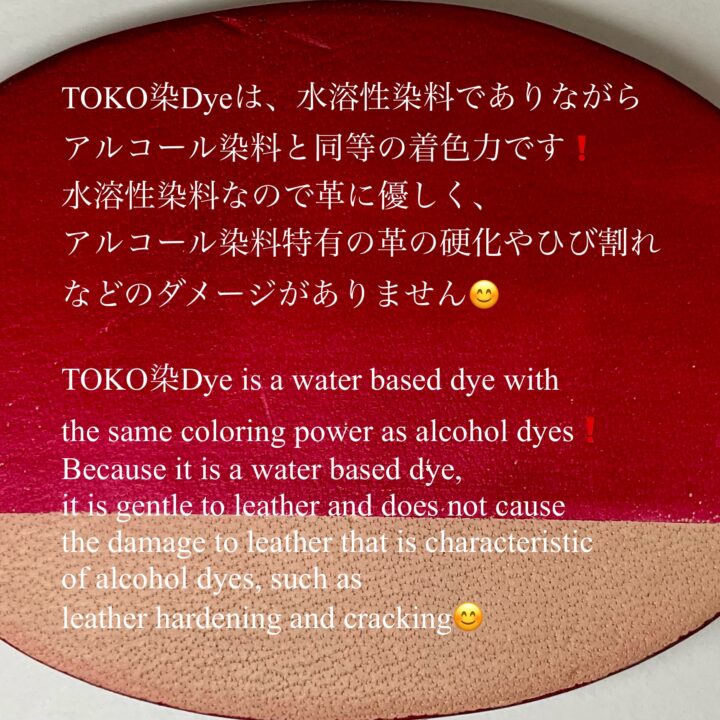 TOKO染Dyeは、水溶性染料でありながら
アルコール染料と同等の着色力です❗
水溶性染料なので革に優しく、
アルコール染料特有の革の硬化やひび割れ
などのダメージがありません😊
TOKO染Dye is a water based dye with
the same coloring power as alcohol dyes❗
Because it is a water based dye,
it is gentle to leather and does not cause
the damage to leather that is characteristic
of alcohol dyes, such as
leather hardening and cracking😊